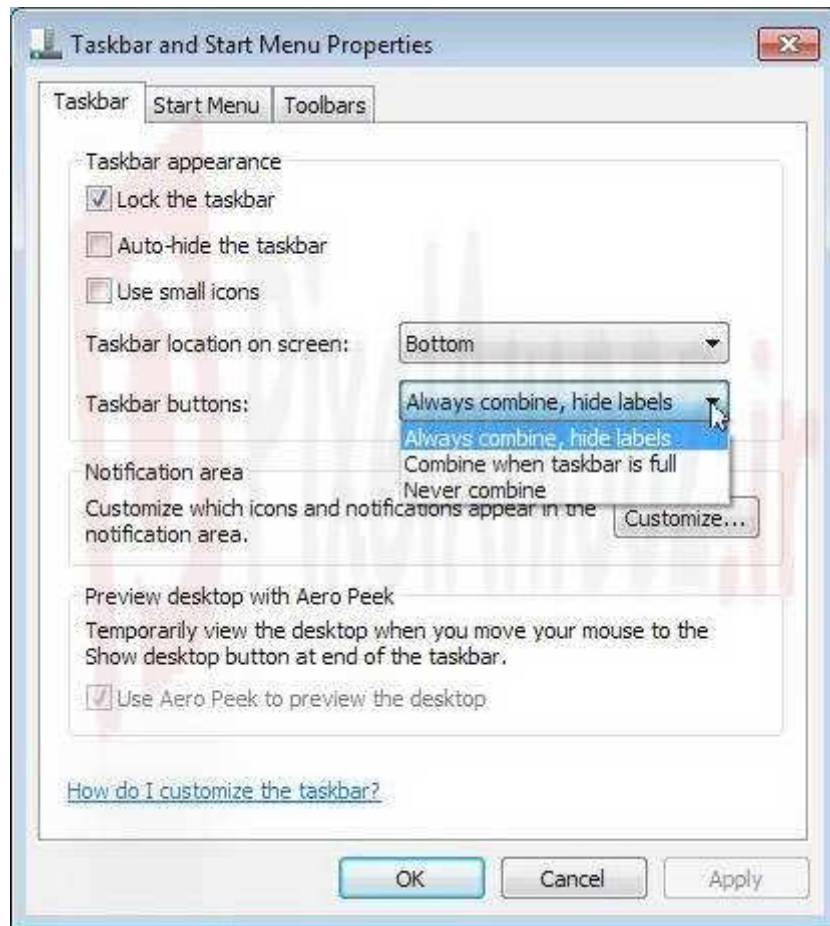 Taskbar and Start Menu Properties
Taskbar Start Menu Toolbars
Taskbar appearance
Lock the taskbar
Auto-hide the taskbar
Use small icons
Taskbar location on screen: Bottom
Taskbar buttons: Always combine, hide labels
Always combine, hide labels
Combine when taskbar is full
Never combine
Notification area
Customize which icons and notifications appear in the
notification area.
Customize...
Preview desktop with Aero Peek
Temporarily view the desktop when you move your mouse to the
Show desktop button at end of the taskbar.
Use Aero Peek to preview the desktop
How do I customize the taskbar?
OK Cancel Apply